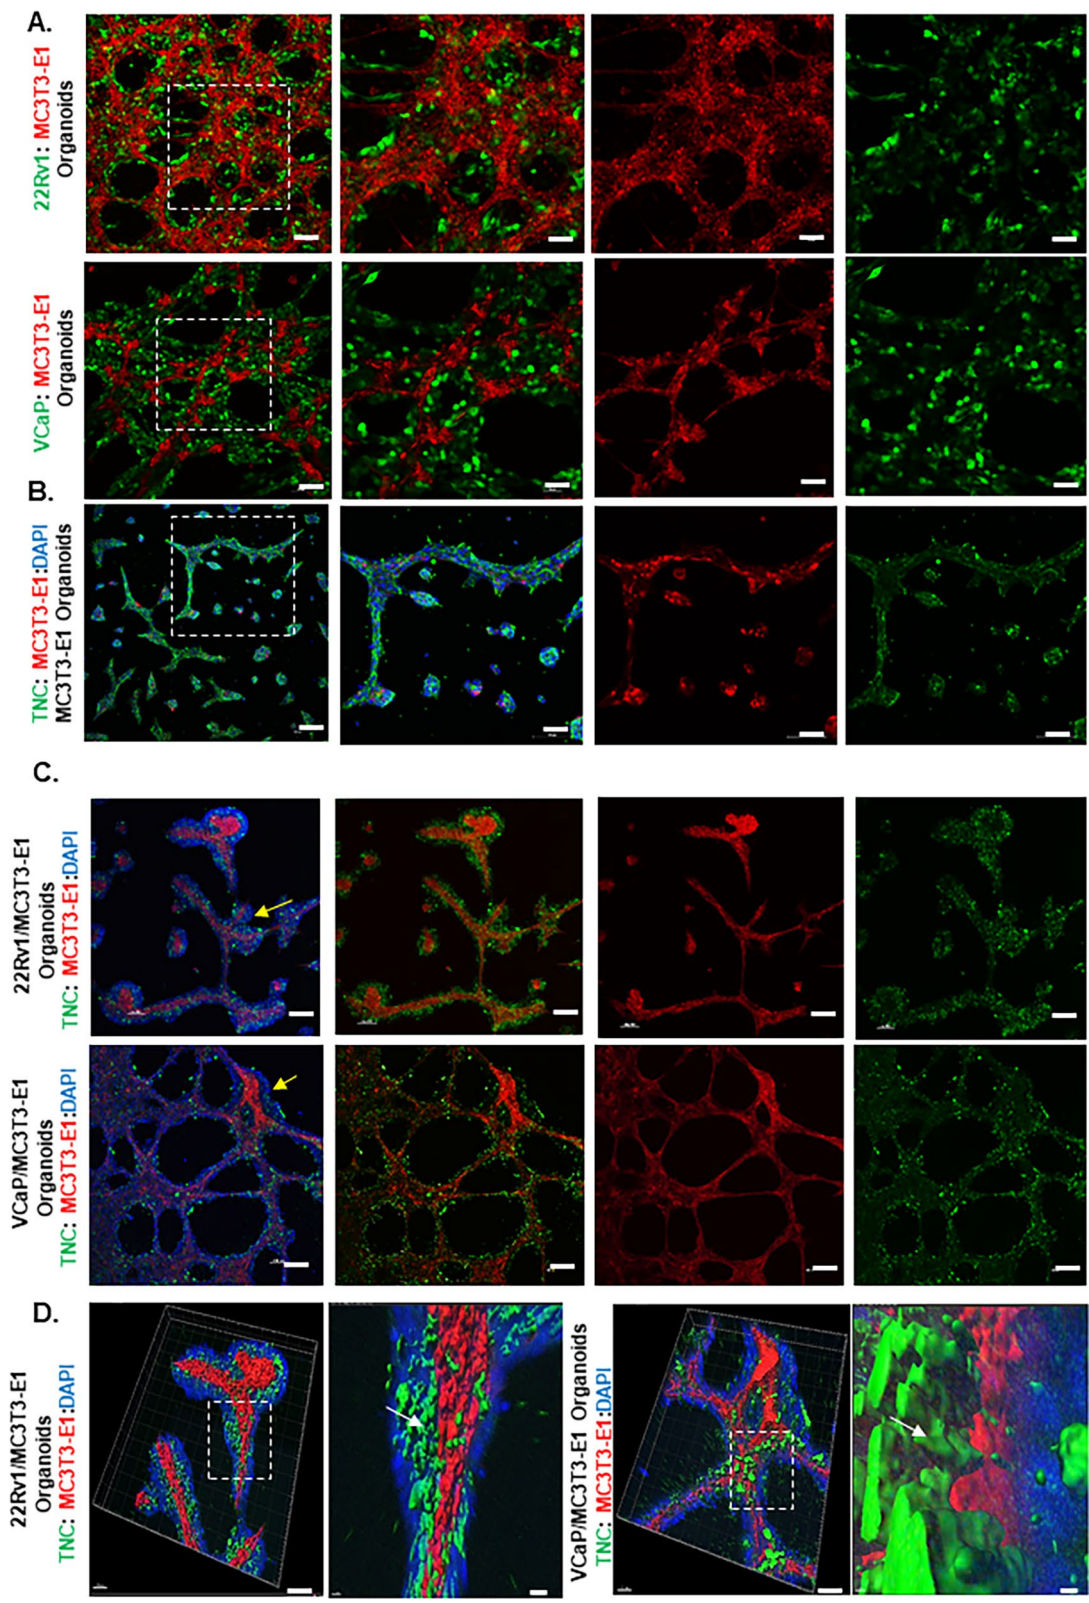 A.
22Rv1: MC3T3-E1
Organoids
VCaP: MC3T3-E1
Organoids
B.
TNC: MC3T3-E1:DAPI
MC3T3-E1 Organoids
C.
22Rv1/MC3T3-E1
Organoids
TNC: MC3T3-E1:DAPI
VCaP/MC3T3-E1
Organoids
TNC: MC3T3-E1:DAPI
D.
22Rv1/MC3T3-E1
Organoids
TNC: MC3T3-E1:DAPI
VCaP/MC3T3-E1 Organoids
TNC: MC3T3-E1:DAPI